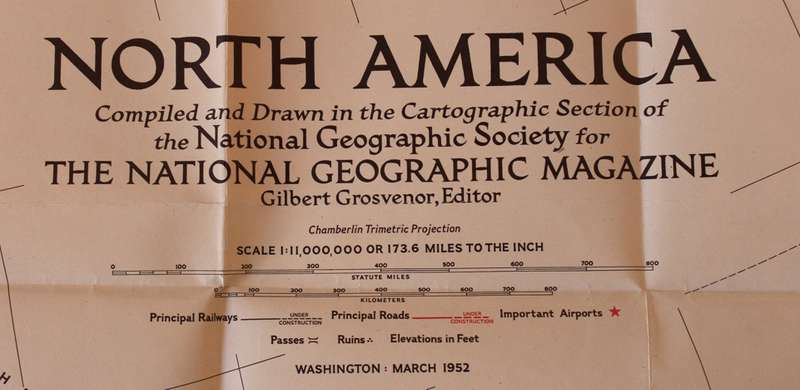 NORTH AMERICA
Compiled and Drawn in the Cartographic Section of
the National Geographic Society for
THE NATIONAL GEOGRAPHIC MAGAZINE
Gilbert Grosvenor, Editor
Chamberlin Trimetric Projection
SCALE 1:11,000,000 OR 173.6 MILES TO THE INCH
0 100 200 300 400 500 600 700 800
STATUTE MILES
0 100 200 300 400 500 600 800
KILOMETERS
Principal Railways UNDER CONSTRUCTION Principal Roads UNDER CONSTRUCTION Important Airports
Passes Ruins Elevations in Feet
WASHINGTON : MARCH 1952
H